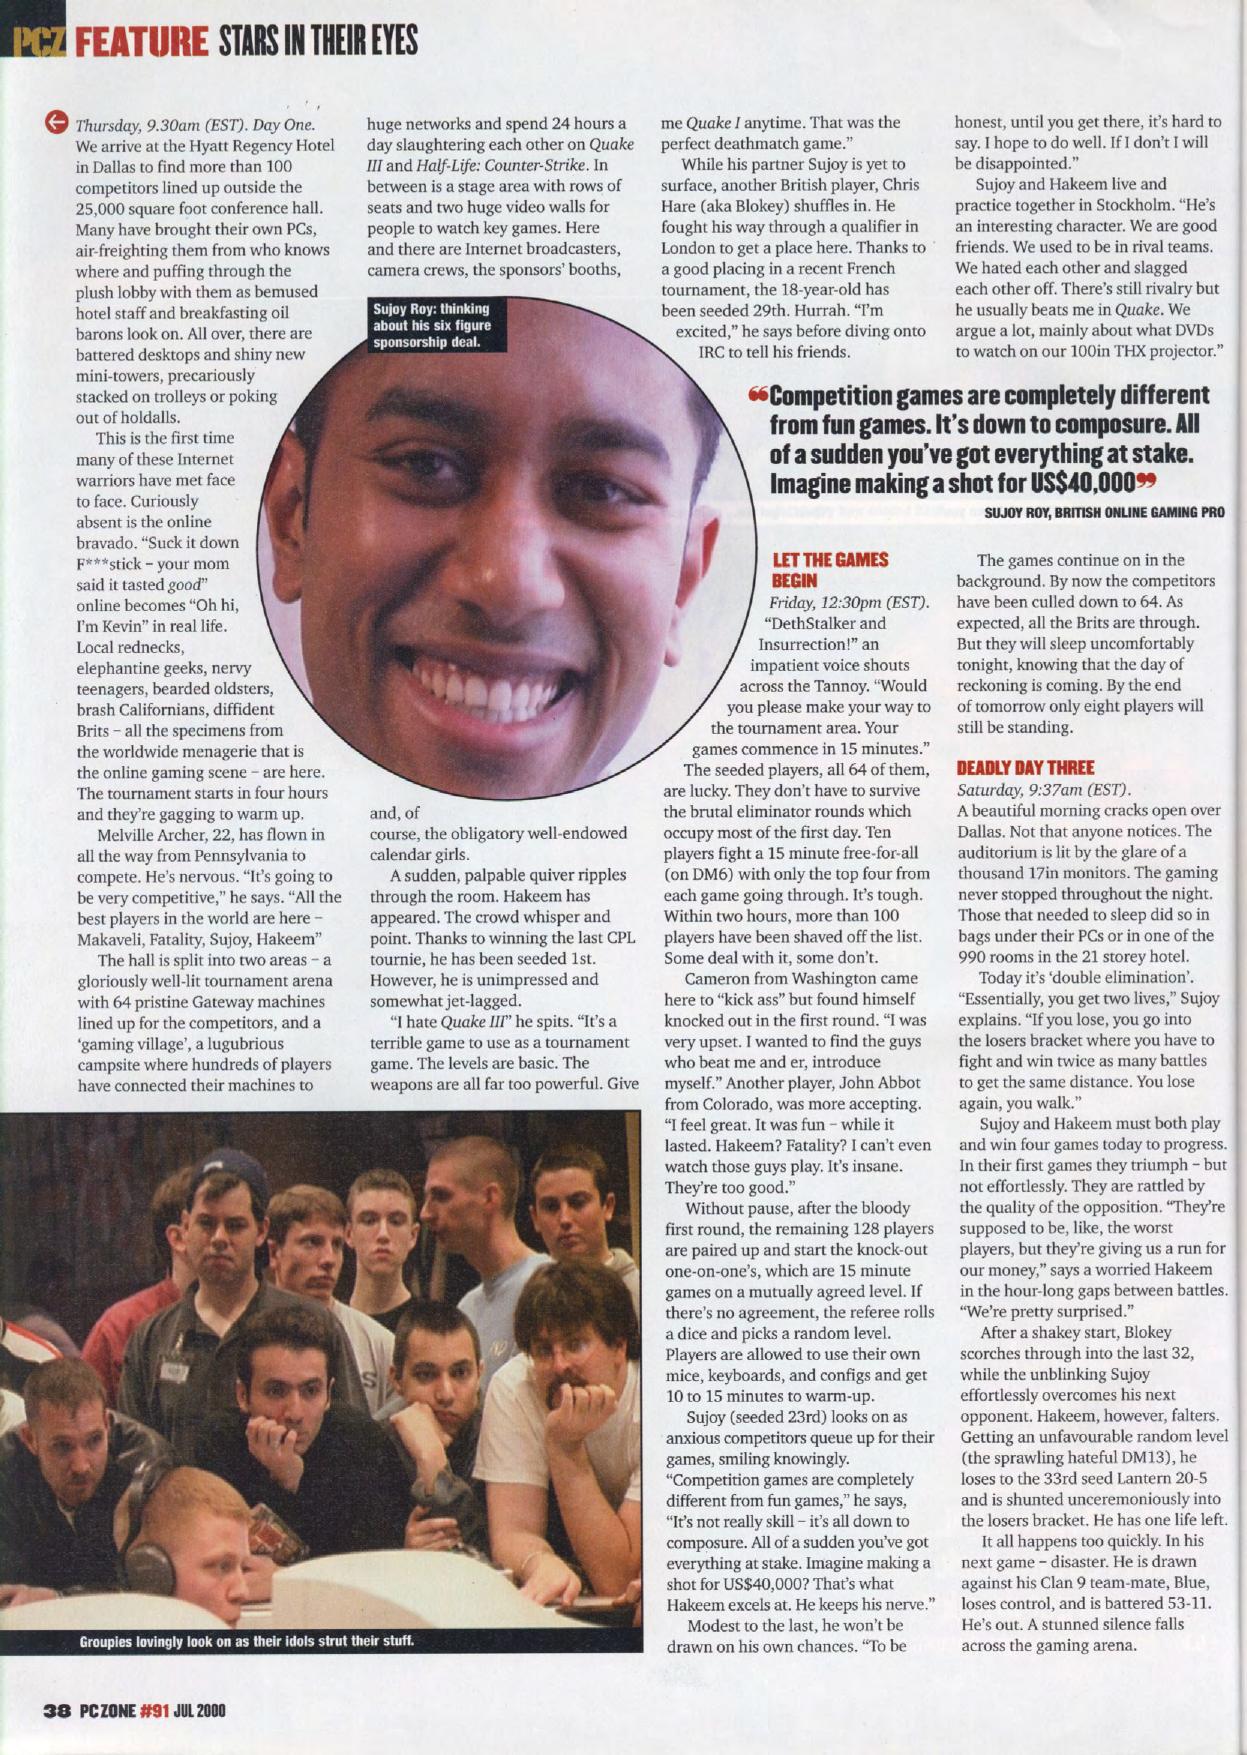 PCZ FEATURE STARS IN THEIR EYES
Thursday, 9.30am (EST). Day One.
We arrive at the Hyatt Regency Hotel
in Dallas to find more than 100
competitors lined up outside the
25,000 square foot conference hall.
Many have brought their own PCs,
air-freighting them from who knows
where and puffing through the
plush lobby with them as bemused
hotel staff and breakfasting oil
barons look on. All over, there are
battered desktops and shiny new
mini-towers, precariously
stacked on trolleys or poking
out of holdalls.
This is the first time
many of these Internet
warriors have met face
to face. Curiously
absent is the online
bravado. “Suck it down
F***stick – your mom
said it tasted good”
online becomes “Oh hi,
I'm Kevin” in real life.
Local rednecks,
elephantine geeks, nervy
teenagers, bearded oldsters,
brash Californians, diffident
Brits – all the specimens from
the worldwide menagerie that is
the online gaming scene – are here.
The tournament starts in four hours
and they're gagging to warm up.
Melville Archer, 22, has flown in
all the way from Pennsylvania to
compete. He's nervous. “It's going to
be very competitive,” he says. “All the
best players in the world are here –
Makaveli, Fatality, Sujoy, Hakeem”
The hall is split into two areas – a
gloriously well-lit tournament arena
with 64 pristine Gateway machines
lined up for the competitors, and a
‘gaming village’, a lugubrious
campsite where hundreds of players
have connected their machines to
huge networks and spend 24 hours a
day slaughtering each other on Quake
III and Half-Life: Counter-Strike. In
between is a stage area with rows of
seats and two huge video walls for
people to watch key games. Here
and there are Internet broadcasters,
camera crews, the sponsors' booths,
Sujoy Roy: thinking
about his six figure
sponsorship deal.
and, of
course, the obligatory well-endowed
calendar girls.
A sudden, palpable quiver ripples
through the room. Hakeem has
appeared. The crowd whisper and
point. Thanks to winning the last CPL
tournie, he has been seeded 1st.
However, he is unimpressed and
somewhat jet-lagged.
“I hate Quake III” he spits. “It's a
terrible game to use as a tournament
game. The levels are basic. The
weapons are all far too powerful. Give
me Quake I anytime. That was the
perfect deathmatch game.”
While his partner Sujoy is yet to
surface, another British player, Chris
Hare (aka Blokey) shuffles in. He
fought his way through a qualifier in
London to get a place here. Thanks to
a good placing in a recent French
tournament, the 18-year-old has
been seeded 29th. Hurrah. “I'm
excited,” he says before diving onto
IRC to tell his friends.
LET THE GAMES
BEGIN
Friday, 12:30pm (EST).
“DethStalker and
Insurrection!” an
impatient voice shouts
across the Tannoy. “Would
you please make your way to
the tournament area. Your
games commence in 15 minutes.”
The seeded players, all 64 of them,
are lucky. They don't have to survive
the brutal eliminator rounds which
occupy most of the first day. Ten
players fight a 15 minute free-for-all
(on DM6) with only the top four from
each game going through. It's tough.
Within two hours, more than 100
players have been shaved off the list.
Some deal with it, some don't.
Cameron from Washington came
here to “kick ass” but found himself
knocked out in the first round. “I was
very upset. I wanted to find the guys
who beat me and er, introduce
myself.” Another player, John Abbot
from Colorado, was more accepting.
“I feel great. It was fun – while it
lasted. Hakeem? Fatality? I can't even
watch those guys play. It's insane.
They're too good.”
Without pause, after the bloody
first round, the remaining 128 players
are paired up and start the knock-out
one-on-one's, which are 15 minute
games on a mutually agreed level. If
there's no agreement, the referee rolls
a dice and picks a random level.
Players are allowed to use their own
mice, keyboards, and configs and get
10 to 15 minutes to warm-up.
Sujoy (seeded 23rd) looks on as
anxious competitors queue up for their
games, smiling knowingly.
“Competition games are completely
different from fun games,” he says,
“It's not really skill – it's all down to
composure. All of a sudden you've got
everything at stake. Imagine making a
shot for US$40,000? That's what
Hakeem excels at. He keeps his nerve.”
Modest to the last, he won't be
drawn on his own chances. “To be
honest, until you get there, it's hard to
say. I hope to do well. If I don't I will
be disappointed.”
Sujoy and Hakeem live and
practice together in Stockholm. “He's
an interesting character. We are good
friends. We used to be in rival teams.
We hated each other and slagged
each other off. There's still rivalry but
he usually beats me in Quake. We
argue a lot, mainly about what DVDs
to watch on our 100in THX projector.”
“Competition games are completely different
from fun games. It's down to composure. All
of a sudden you've got everything at stake.
Imagine making a shot for US$40,000”
SUJOY ROY, BRITISH ONLINE GAMING PRO
The games continue on in the
background. By now the competitors
have been culled down to 64. As
expected, all the Brits are through.
But they will sleep uncomfortably
tonight, knowing that the day of
reckoning is coming. By the end
of tomorrow only eight players will
still be standing.
DEADLY DAY THREE
Saturday, 9:37am (EST).
A beautiful morning cracks open over
Dallas. Not that anyone notices. The
auditorium is lit by the glare of a
thousand 17in monitors. The gaming
never stopped throughout the night.
Those that needed to sleep did so in
bags under their PCs or in one of the
990 rooms in the 21 storey hotel.
Today it's ‘double elimination’.
“Essentially, you get two lives,” Sujoy
explains. “If you lose, you go into
the losers bracket where you have to
fight and win twice as many battles
to get the same distance. You lose
again, you walk.”
Sujoy and Hakeem must both play
and win four games today to progress.
In their first games they triumph – but
not effortlessly. They are rattled by
the quality of the opposition. “They're
supposed to be, like, the worst
players, but they're giving us a run for
our money,” says a worried Hakeem
in the hour-long gaps between battles.
“We're pretty surprised.”
After a shakey start, Blokey
scorches through into the last 32,
while the unblinking Sujoy
effortlessly overcomes his next
opponent. Hakeem, however, falters.
Getting an unfavourable random level
(the sprawling hateful DM13), he
loses to the 33rd seed Lantern 20-5
and is shunted unceremoniously into
the losers bracket. He has one life left.
It all happens too quickly. In his
next game – disaster. He is drawn
against his Clan 9 team-mate, Blue,
loses control, and is battered 53-11.
He's out. A stunned silence falls
across the gaming arena.
Groupies lovingly look on as their idols strut their stuff.
38 PC ZONE #91 JUL 2000